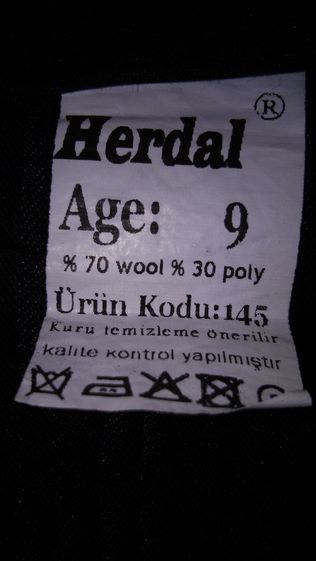 Herdal ®
Age: 9
% 70 wool % 30 poly
Ürün Kodu:145
Kuru temizleme önerilir
kalite kontrol yapılmıştır